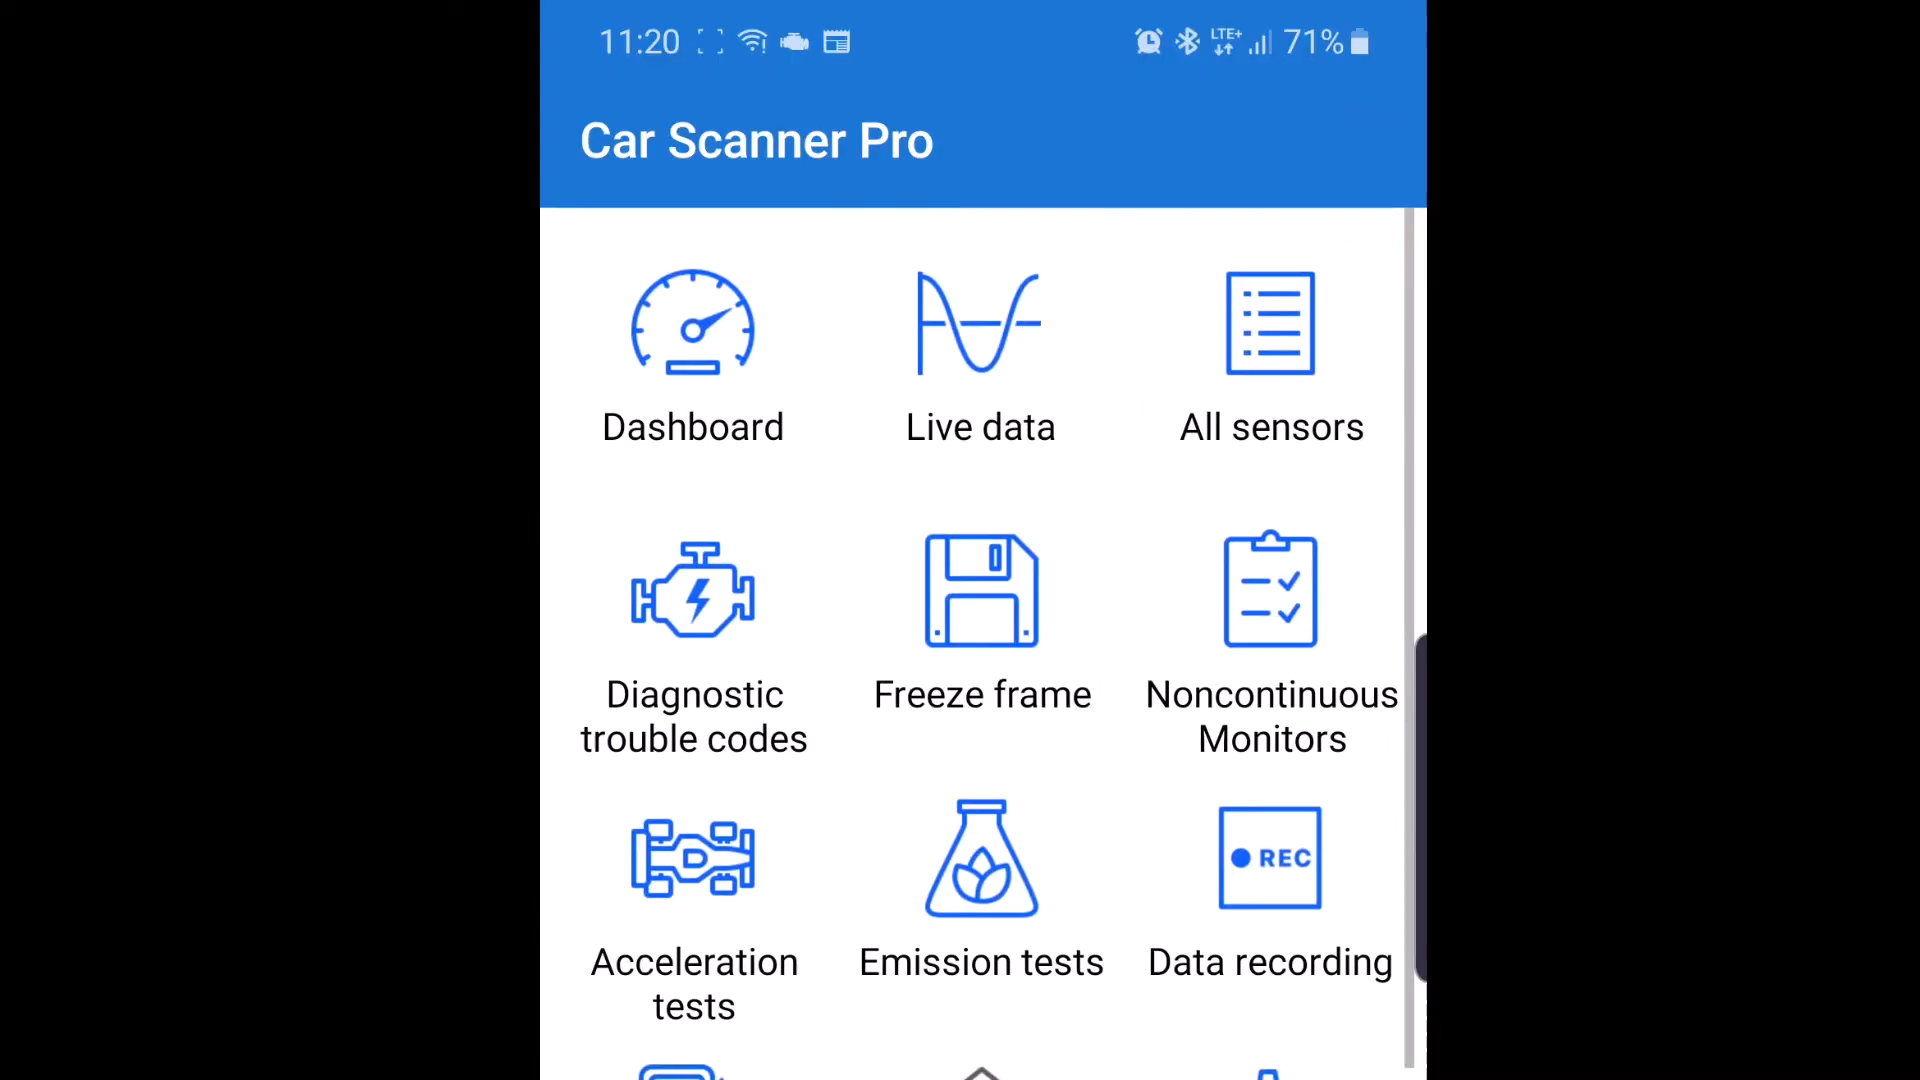 11:20 LTE+ 71%
Car Scanner Pro
Dashboard Live data All sensors
Diagnostic trouble codes
Freeze frame
Noncontinuous Monitors
REC
Acceleration tests
Emission tests
Data recording